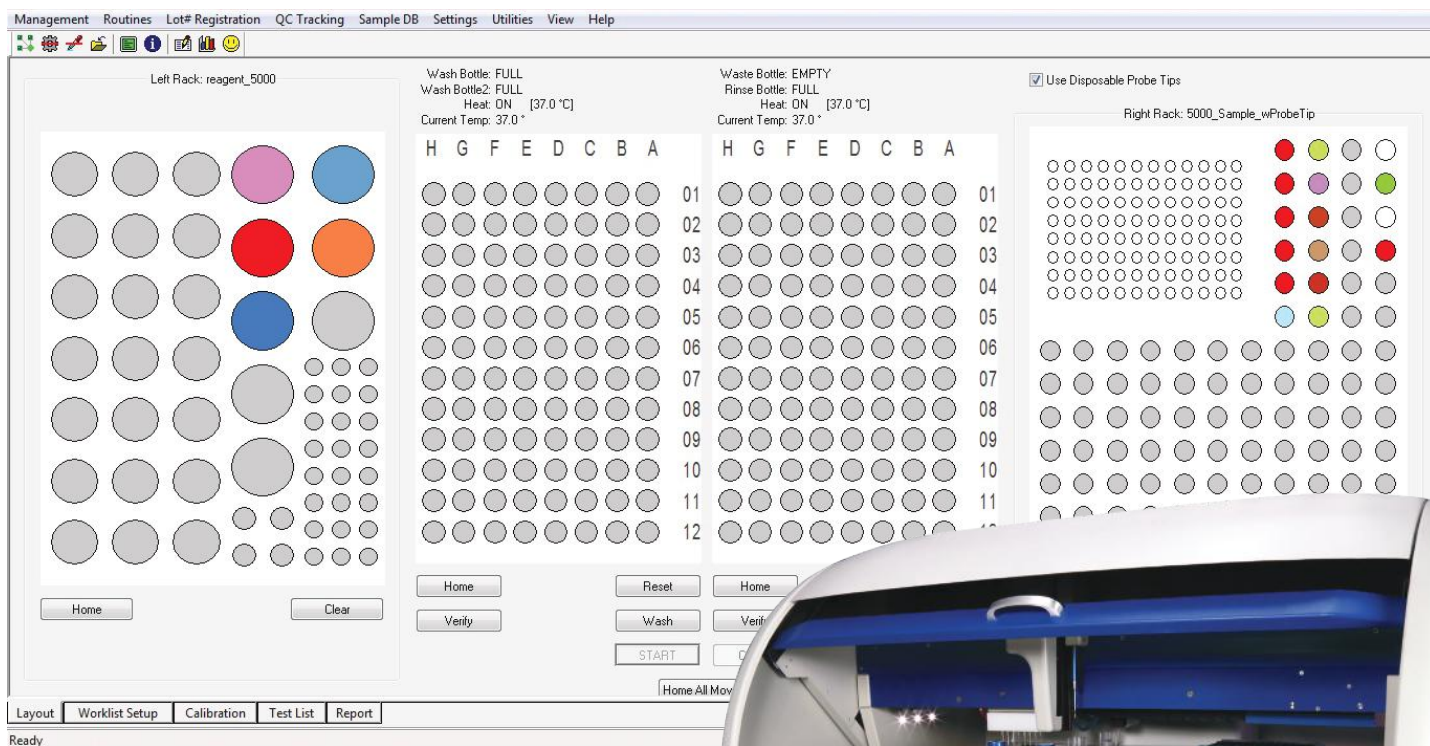 Management Routines Lot# Registration QC Tracking Sample DB Settings Utilities View Help
Left Rack: reagent_5000
Home
Clear
Wash Bottle: FULL
Wash Bottle2: FULL
Heat: ON [37.0 °C]
Current Temp: 37.0 °
H G F E D C B A
01
02
03
04
05
06
07
08
09
10
11
12
Home
Reset
Verify
Wash
START
Waste Bottle: EMPTY
Rinse Bottle: FULL
Heat: ON [37.0 °C]
Current Temp: 37.0 °
H G F E D C B A
01
02
03
04
05
06
07
08
09
10
11
Home
Home All
Use Disposable Probe Tips
Right Rack: 5000_Sample_wProbeTip
Layout Worklist Setup Calibration Test List Report
Ready